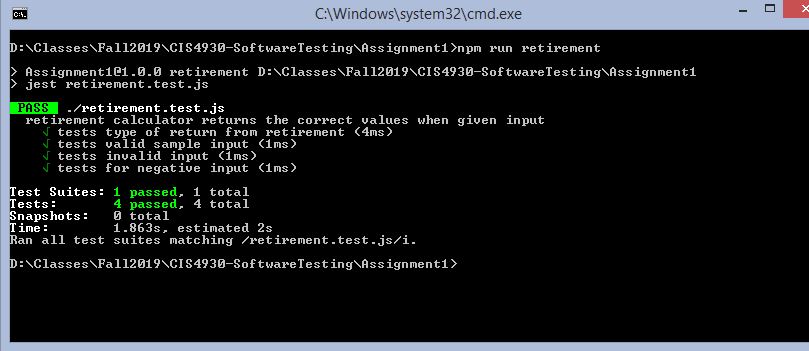 C:\Windows\system32\cmd.exe
D:\Classes\Fall2019\CIS4930-SoftwareTesting\Assignment1>npm run retirement
> Assignment1@1.0.0 retirement D:\Classes\Fall2019\CIS4930-SoftwareTesting\Assignment1
> jest retirement.test.js
PASS ./retirement.test.js
retirement calculator returns the correct values when given input
√ tests type of return from retirement (4ms)
√ tests valid sample input (1ms)
√ tests invalid input (1ms)
√ tests for negative input (1ms)
Test Suites: 1 passed, 1 total
Tests: 4 passed, 4 total
Snapshots: 0 total
Time: 1.863s, estimated 2s
Ran all test suites matching /retirement.test.js/i.
D:\Classes\Fall2019\CIS4930-SoftwareTesting\Assignment1>